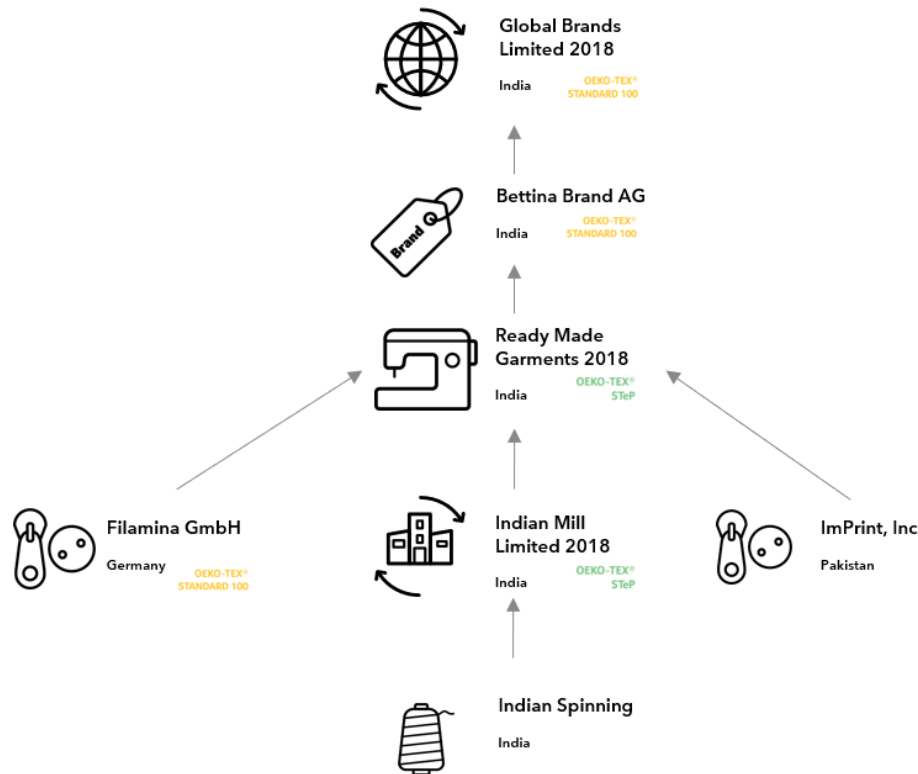 Global Brands
Limited 2018
India
OEKO-TEX®
STANDARD 100
Bettina Brand AG
Brand
India
OEKO-TEX®
STANDARD 100
Ready Made
Garments 2018
India
OEKO-TEX®
STeP
Filamina GmbH
Germany
OEKO-TEX®
STANDARD 100
Indian Mill
Limited 2018
India
OEKO-TEX®
STeP
ImPrint, Inc
Pakistan
Indian Spinning
India